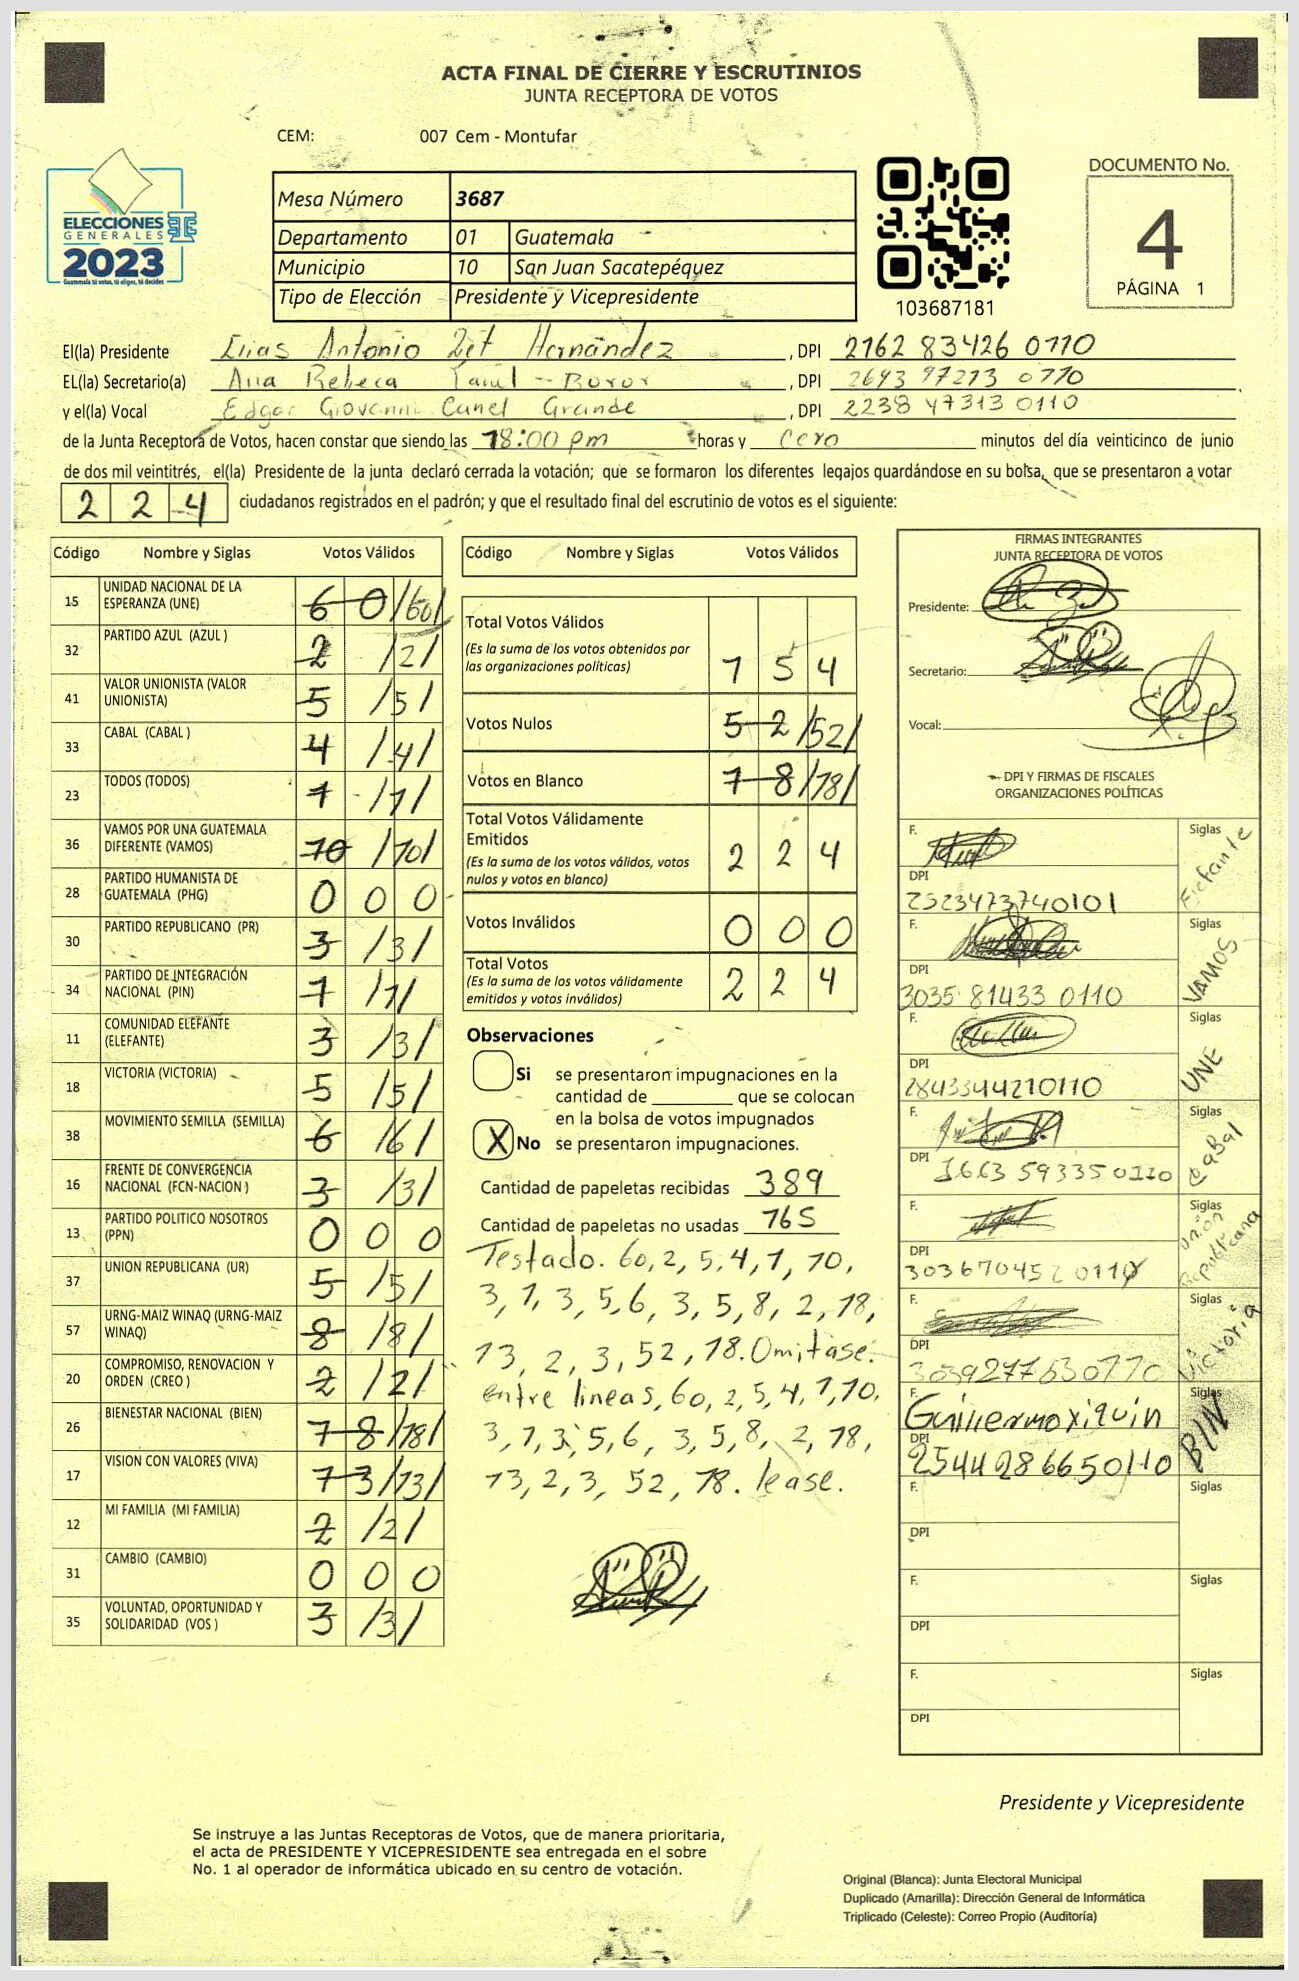 ACTA FINAL DE CIERRE Y ESCRUTINIOS
JUNTA RECEPTORA DE VOTOS
CEM: 007 Cem - Montufar
ELECCIONES
GENERALES
2023
Guatemala tú votas, tú eliges, tú decides
Mesa Número 3687
Departamento 01 Guatemala
Municipio 10 San Juan Sacatepéquez
Tipo de Elección Presidente y Vicepresidente
103687181
DOCUMENTO No.
4
PÁGINA 1
El(la) Presidente Elias Antonio Zet Hernández, DPI 2162 83426 0110
EL(la) Secretario(a) Ana Rebeca, DPI 2693 97213 0110
y el(la) Vocal Edgar Giovanni Canel Grande, DPI 2238 47313 0110
de la Junta Receptora de Votos, hacen constar que siendo las 18:00 pm horas y cero minutos del día veinticinco de junio
de dos mil veintitrés, el(la) Presidente de la junta declaró cerrada la votación; que se formaron los diferentes legajos guardándose en su bolsa, que se presentaron a votar
2 2 4 ciudadanos registrados en el padrón; y que el resultado final del escrutinio de votos es el siguiente:
Código Nombre y Siglas Votos Válidos
15 UNIDAD NACIONAL DE LA ESPERANZA (UNE) 6 0 /60/
32 PARTIDO AZUL (AZUL ) 2 /2/
41 VALOR UNIONISTA (VALOR UNIONISTA) 5 /5/
33 CABAL (CABAL ) 4 /4/
23 TODOS (TODOS) 1 /1/
36 VAMOS POR UNA GUATEMALA DIFERENTE (VAMOS) 10 /10/
28 PARTIDO HUMANISTA DE GUATEMALA (PHG) 0 0 0
30 PARTIDO REPUBLICANO (PR) 3 /3/
34 PARTIDO DE INTEGRACIÓN NACIONAL (PIN) 1 /1/
11 COMUNIDAD ELEFANTE (ELEFANTE) 3 /3/
18 VICTORIA (VICTORIA) 5 /5/
38 MOVIMIENTO SEMILLA (SEMILLA) 6 /6/
16 FRENTE DE CONVERGENCIA NACIONAL (FCN-NACION ) 3 /3/
13 PARTIDO POLITICO NOSOTROS (PPN) 0 0 0
37 UNION REPUBLICANA (UR) 5 /5/
57 URNG-MAIZ WINAQ (URNG-MAIZ WINAQ) 8 /8/
20 COMPROMISO, RENOVACION Y ORDEN (CREO ) 2 /2/
26 BIENESTAR NACIONAL (BIEN) 1 8 /18/
17 VISION CON VALORES (VIVA) 1 3 /13/
12 MI FAMILIA (MI FAMILIA) 2 /2/
31 CAMBIO (CAMBIO) 0 0 0
35 VOLUNTAD, OPORTUNIDAD Y SOLIDARIDAD (VOS ) 3 /3/
Código Nombre y Siglas Votos Válidos
Total Votos Válidos
(Es la suma de los votos obtenidos por
las organizaciones políticas) 1 5 4
Votos Nulos 5 2 /52/
Votos en Blanco 1 8 /18/
Total Votos Válidamente
Emitidos
(Es la suma de los votos válidos, votos
nulos y votos en blanco) 2 2 4
Votos Inválidos 0 0 0
Total Votos
(Es la suma de los votos válidamente
emitidos y votos inválidos) 2 2 4
Observaciones
Si se presentaron impugnaciones en la
cantidad de ________ que se colocan
en la bolsa de votos impugnados
X No se presentaron impugnaciones.
Cantidad de papeletas recibidas 389
Cantidad de papeletas no usadas 165
Testado. 60, 2, 5, 4, 1, 10,
3, 1, 3, 5, 6, 3, 5, 8, 2, 18,
13, 2, 3, 52, 18. Omitase.
entre lineas, 60, 2, 5, 4, 1, 10,
3, 1, 3, 5, 6, 3, 5, 8, 2, 18,
13, 2, 3, 52, 18. lease.
FIRMAS INTEGRANTES
JUNTA RECEPTORA DE VOTOS
Presidente:
Secretario:
Vocal:
DPI Y FIRMAS DE FISCALES
ORGANIZACIONES POLÍTICAS
F. Siglas
DPI
2523473740101
F. Siglas VAMOS
DPI
3035 81433 0110
F. Siglas UNE
DPI
2843344210110
F. Siglas CaBal
DPI 1663 59335 0110
F. Siglas Union Republicana
DPI
3036704520110
F. Siglas Victoria
DPI
F. Guillermo Xiquin Siglas BIN
DPI
2544286650110
F. Siglas
DPI
F. Siglas
DPI
F. Siglas
DPI
Presidente y Vicepresidente
Se instruye a las Juntas Receptoras de Votos, que de manera prioritaria,
el acta de PRESIDENTE Y VICEPRESIDENTE sea entregada en el sobre
No. 1 al operador de informática ubicado en su centro de votación.
Original (Blanca): Junta Electoral Municipal
Duplicado (Amarilla): Dirección General de Informática
Triplicado (Celeste): Correo Propio (Auditoría)